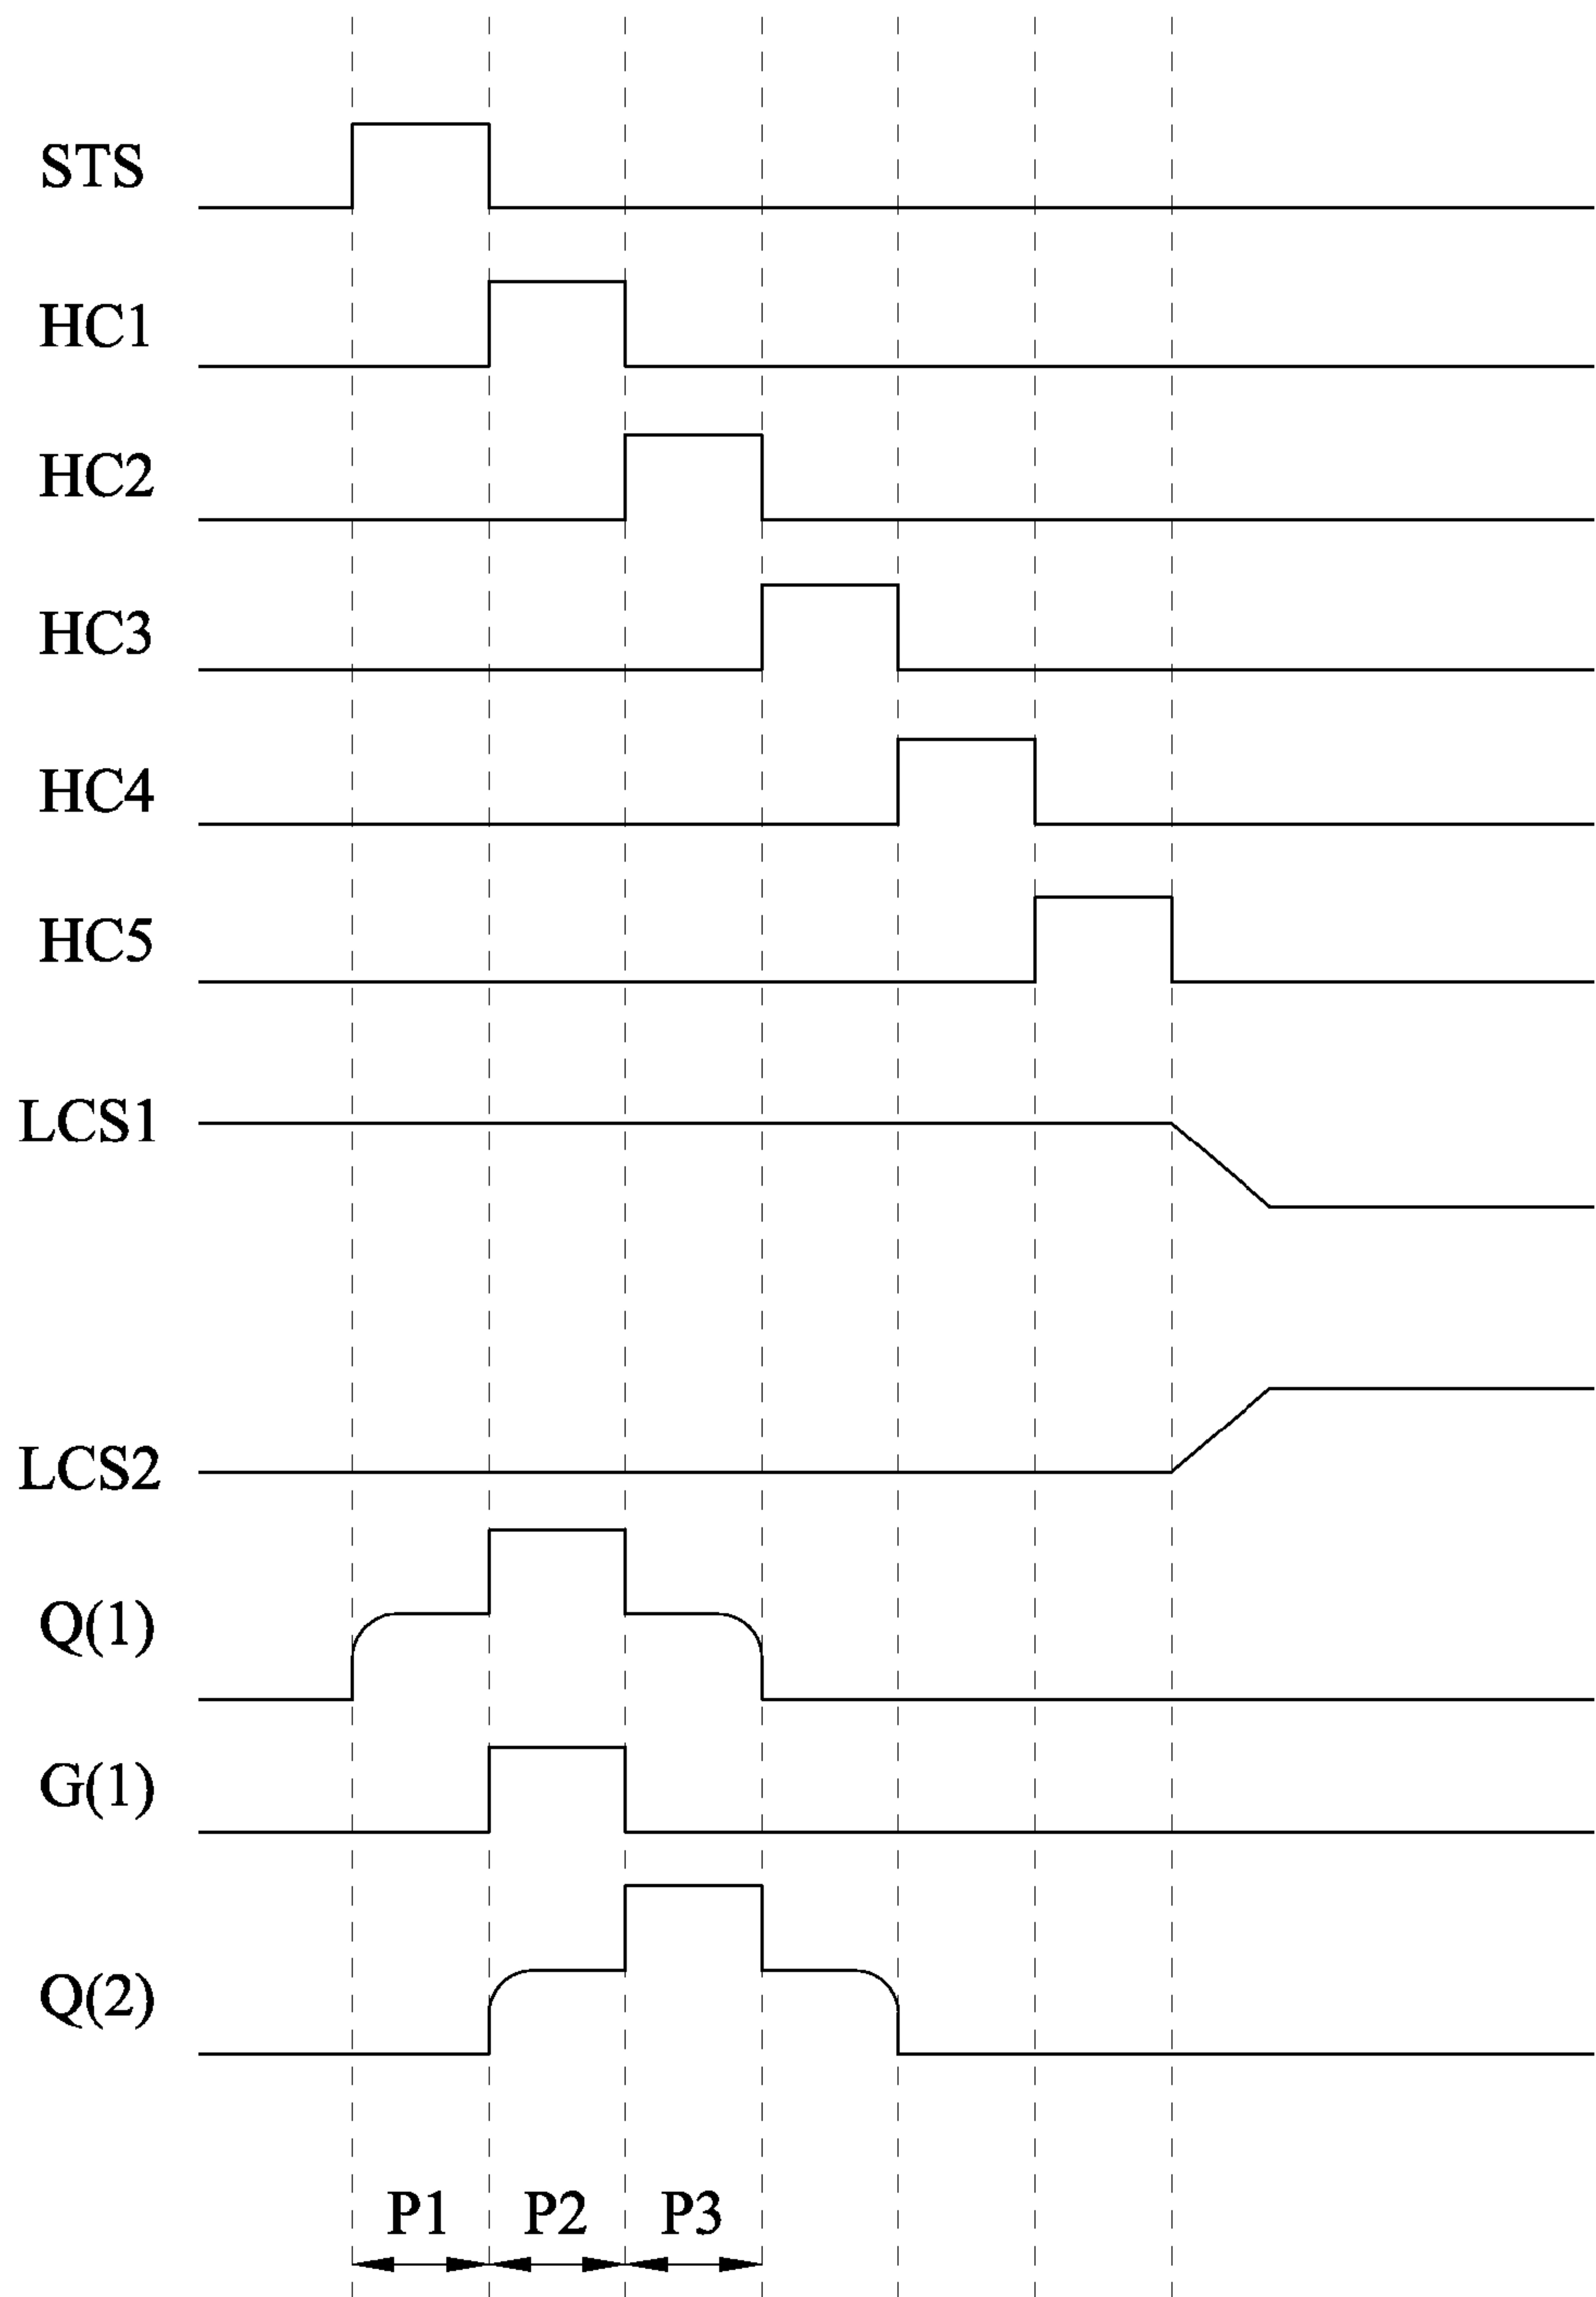 STS
HC1
HC2
HC3
HC4
HC5
LCS1
LCS2
Q(1)
G(1)
Q(2)
P1 P2 P3